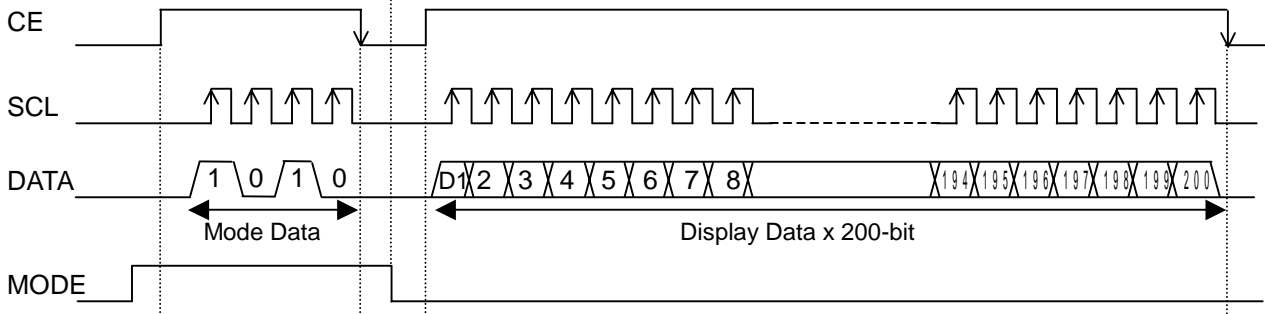 CE
SCL
DATA 1 0 1 0 D1 2 3 4 5 6 7 8 194 195 196 197 198 199 200
Mode Data Display Data x 200-bit
MODE